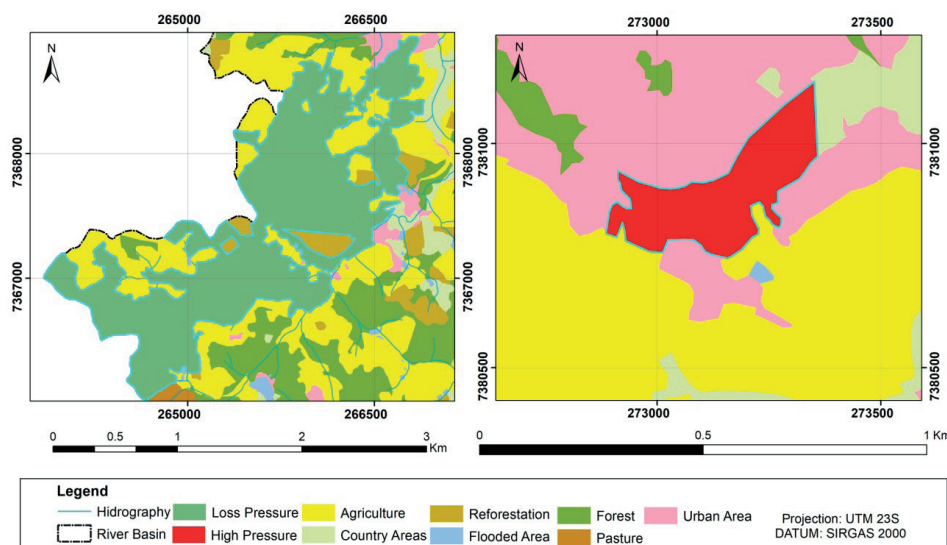 265000 266500
273000 273500
N
N
7368000
7367000
7381000
7380500
7368000
7367000
7381000
7380500
265000 266500
273000 273500
0 0.5 1 2 3
Km
0 0.5 1 Km
Legend
Hidrography
River Basin
Loss Pressure
High Pressure
Agriculture
Country Areas
Reforestation
Flooded Area
Forest
Pasture
Urban Area
Projection: UTM 23S
DATUM: SIRGAS 2000